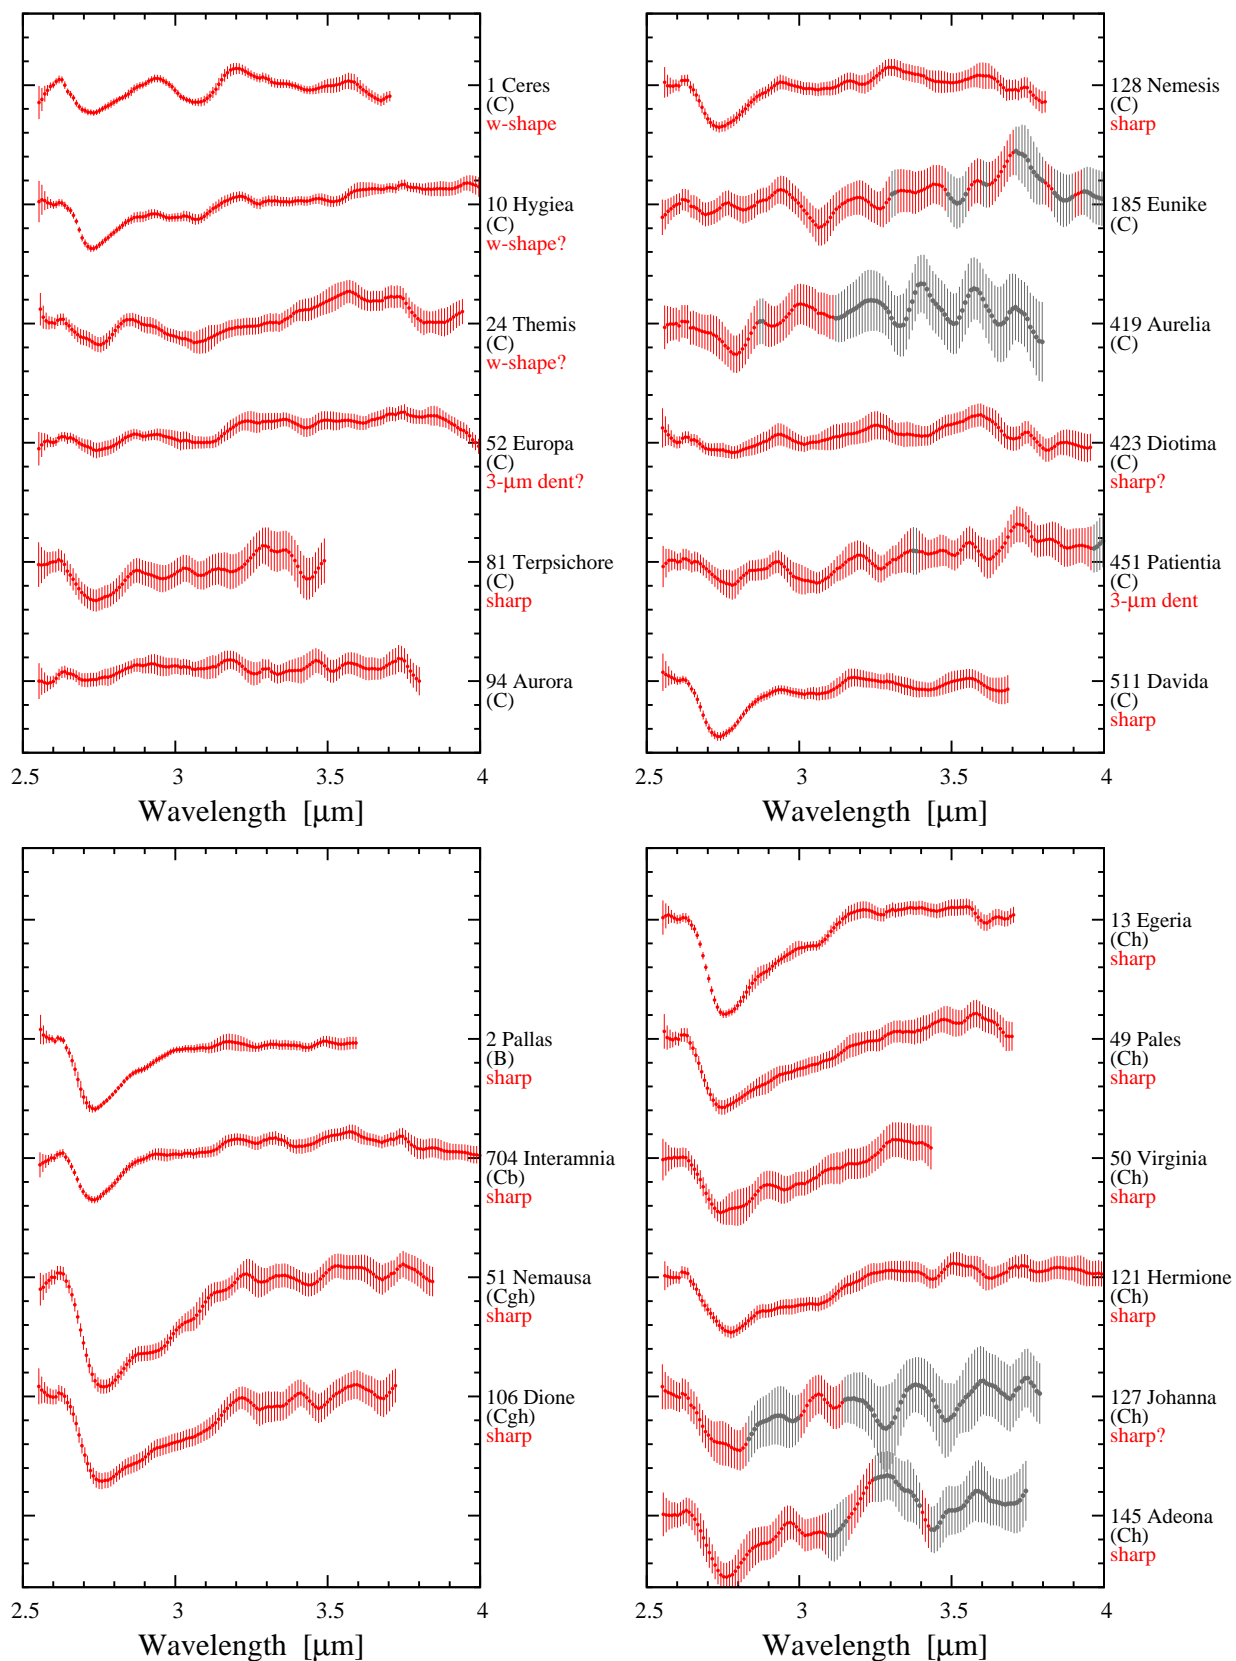 1 Ceres
(C)
w-shape
10 Hygiea
(C)
w-shape?
24 Themis
(C)
w-shape?
52 Europa
(C)
3-μm dent?
81 Terpsichore
(C)
sharp
94 Aurora
(C)
2.5 3 3.5 4
Wavelength [μm]
128 Nemesis
(C)
sharp
185 Eunike
(C)
419 Aurelia
(C)
423 Diotima
(C)
sharp?
451 Patientia
(C)
3-μm dent
511 Davida
(C)
sharp
2.5 3 3.5 4
Wavelength [μm]
2 Pallas
(B)
sharp
704 Interamnia
(Cb)
sharp
51 Nemausa
(Cgh)
sharp
106 Dione
(Cgh)
sharp
2.5 3 3.5 4
Wavelength [μm]
13 Egeria
(Ch)
sharp
49 Pales
(Ch)
sharp
50 Virginia
(Ch)
sharp
121 Hermione
(Ch)
sharp
127 Johanna
(Ch)
sharp?
145 Adeona
(Ch)
sharp
2.5 3 3.5 4
Wavelength [μm]